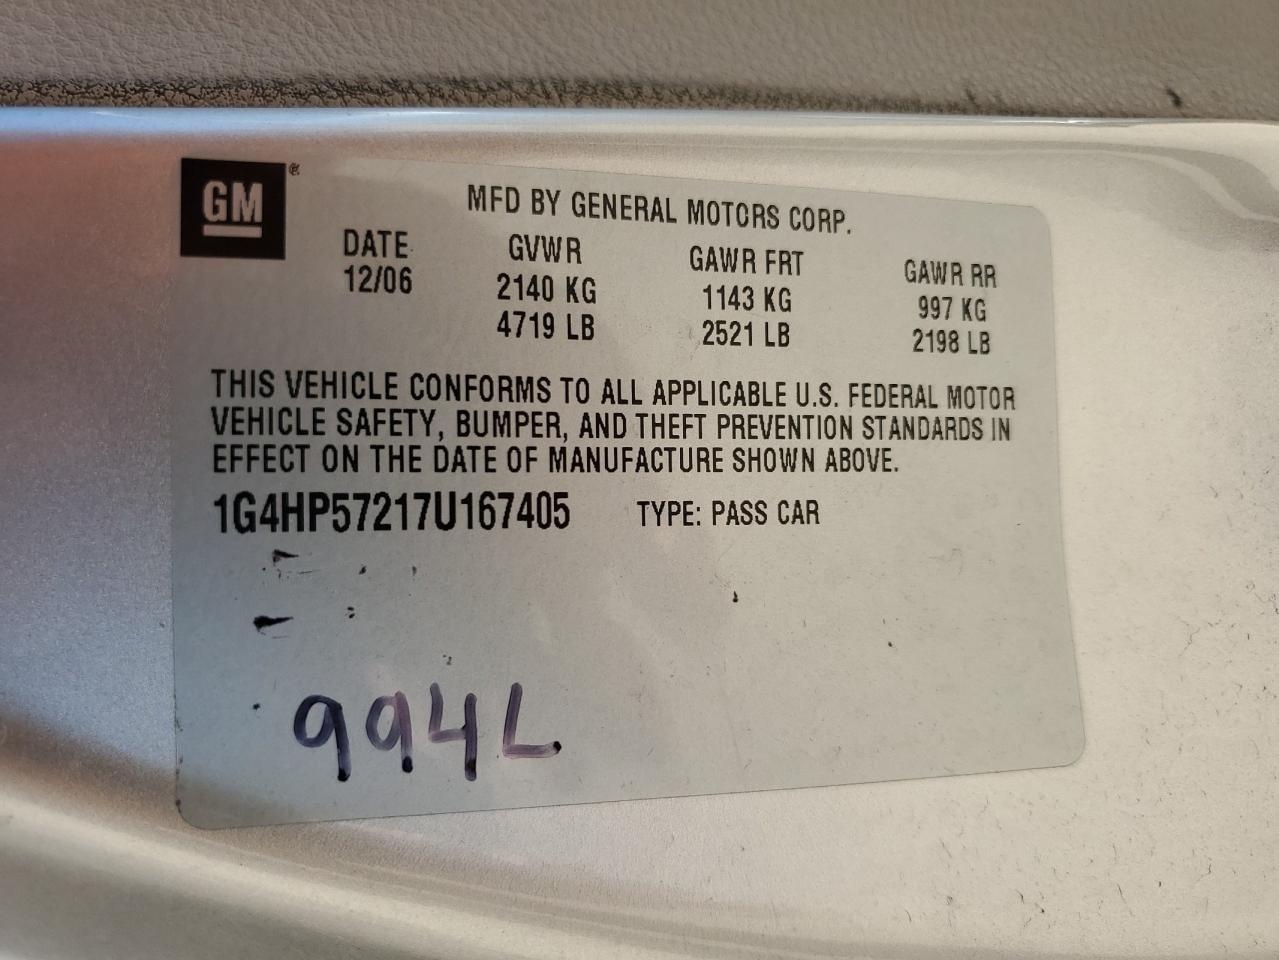 GM®
MFD BY GENERAL MOTORS CORP.
DATE GVWR GAWR FRT GAWR RR
12/06 2140 KG 1143 KG 997 KG
4719 LB 2521 LB 2198 LB
THIS VEHICLE CONFORMS TO ALL APPLICABLE U.S. FEDERAL MOTOR
VEHICLE SAFETY, BUMPER, AND THEFT PREVENTION STANDARDS IN
EFFECT ON THE DATE OF MANUFACTURE SHOWN ABOVE.
1G4HP57217U167405 TYPE: PASS CAR
994L